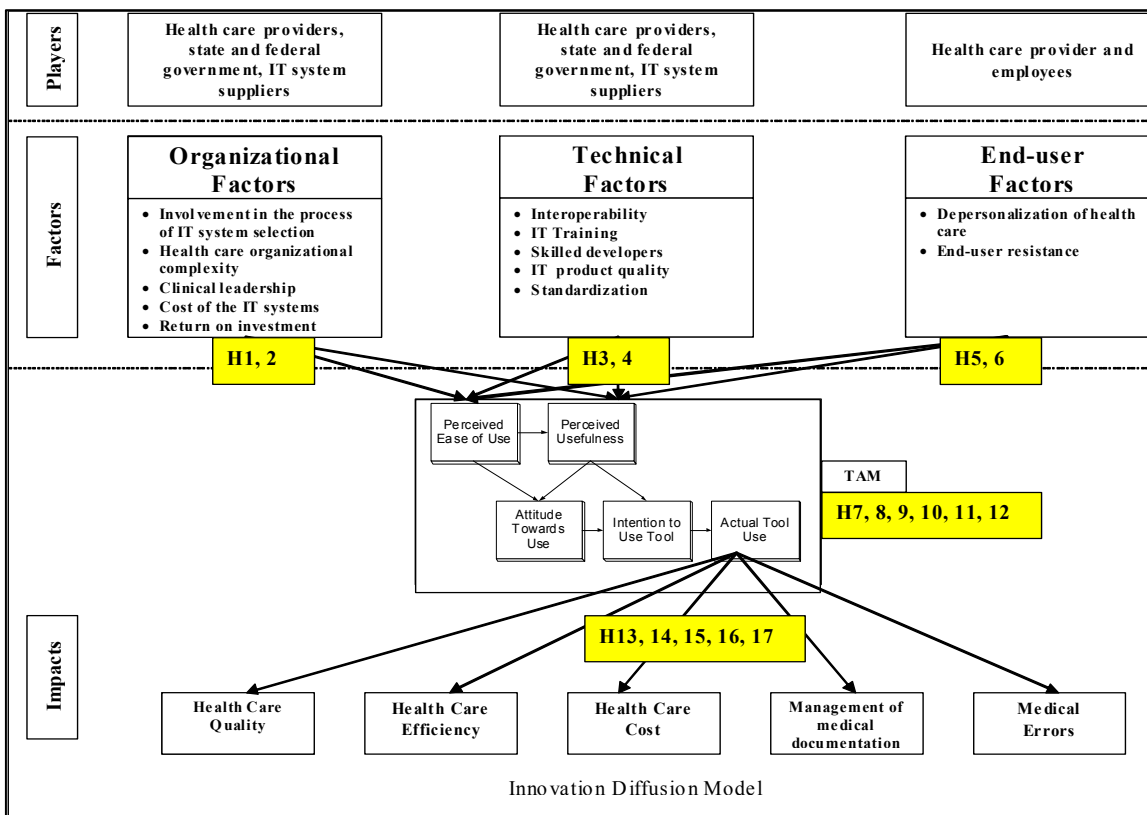 Players
Health care providers,
state and federal
government, IT system
suppliers
Health care providers,
state and federal
government, IT system
suppliers
Health care provider and
employees
Factors
Organizational
Factors
• Involvement in the process
of IT system selection
• Health care organizational
complexity
• Clinical leadership
• Cost of the IT systems
• Return on investment
Technical
Factors
• Interoperability
• IT Training
• Skilled developers
• IT product quality
• Standardization
End-user
Factors
• Depersonalization of health
care
• End-user resistance
H1, 2
H3, 4
H5, 6
Perceived
Ease of Use
Perceived
Usefulness
TAM
H7, 8, 9, 10, 11, 12
Attitude
Towards
Use
Intention to
Use Tool
Actual Tool
Use
H13, 14, 15, 16, 17
Impacts
Health Care
Quality
Health Care
Efficiency
Health Care
Cost
Management of
medical
documentation
Medical
Errors
Innovation Diffusion Model